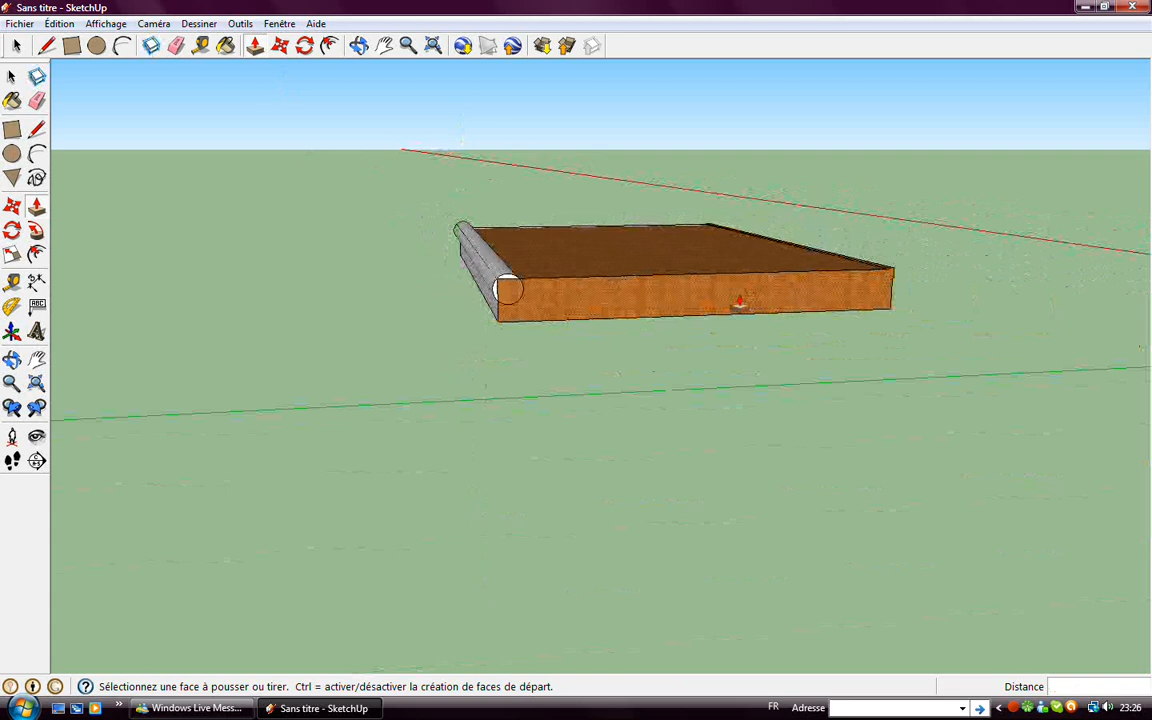 Sans titre - SketchUp
Fichier Édition Affichage Caméra Dessiner Outils Fenêtre Aide
ABC
Sélectionnez une face à pousser ou tirer. Ctrl = activer/désactiver la création de faces de départ.
Distance
Windows Live Mess...
Sans titre - SketchUp
FR
Adresse
23:26